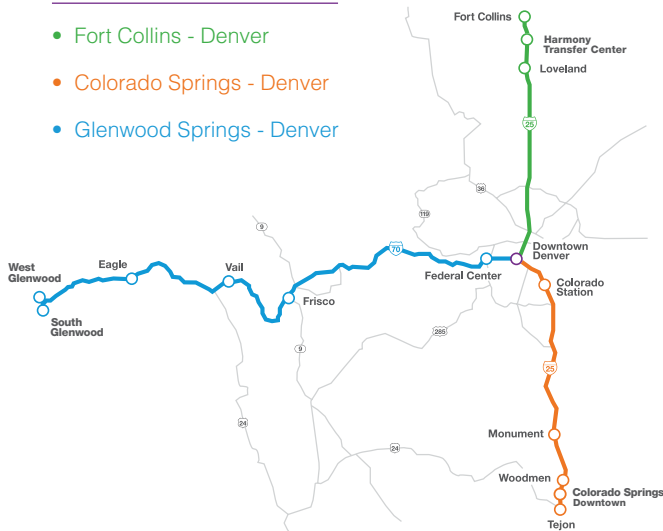 • Fort Collins - Denver
• Colorado Springs - Denver
• Glenwood Springs - Denver
Fort Collins
Harmony
Transfer Center
Loveland
25
36
119
9
70
Downtown
Denver
Federal Center
Colorado
Station
West
Glenwood
Eagle
Vail
Frisco
South
Glenwood
285
9
25
24
24
Monument
Woodmen
Colorado Springs
Downtown
Tejon